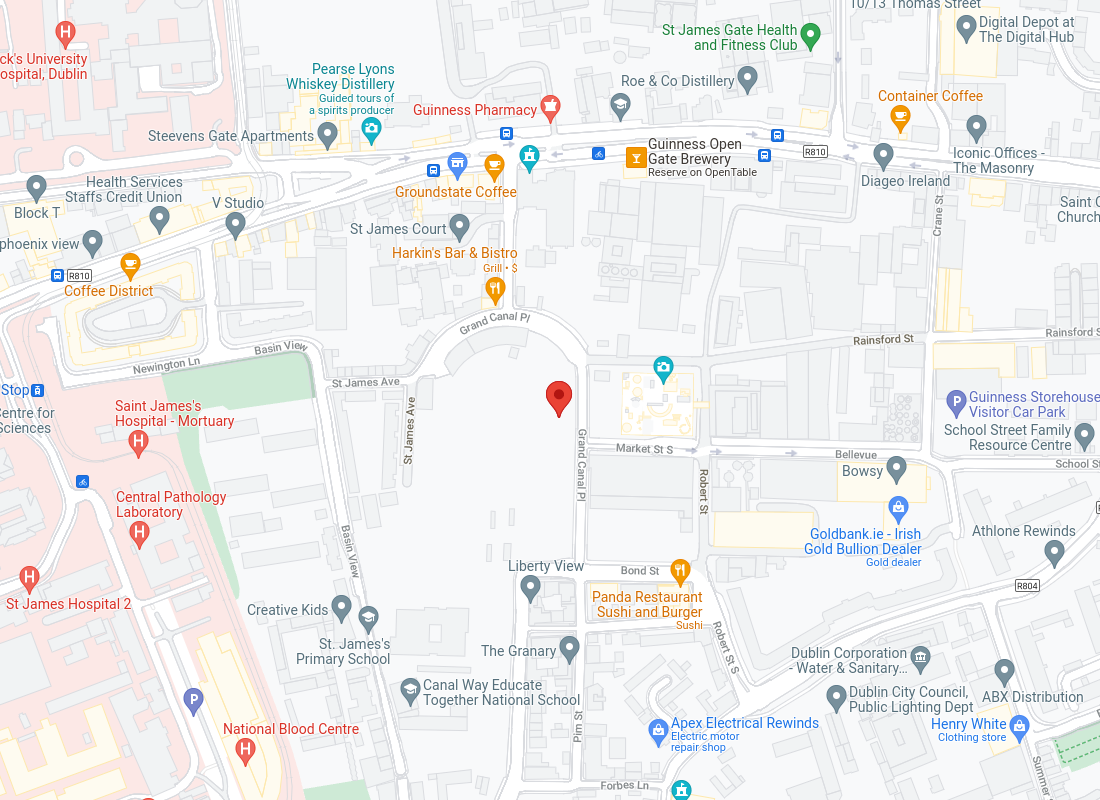 10/13 Thomas Street
ck's University
ospital, Dublin
St James Gate Health
and Fitness Club
Digital Depot at
The Digital Hub
Pearse Lyons
Whiskey Distillery
Guided tours of
a spirits producer
Roe & Co Distillery
Guinness Pharmacy
Container Coffee
Steevens Gate Apartments
Guinness Open
Gate Brewery
Reserve on OpenTable
R810
Iconic Offices -
The Masonry
Diageo Ireland
Health Services
Staffs Credit Union
Groundstate Coffee
V Studio
Block T
Saint C
Church
Crane St
St James Court
phoenix view
Harkin's Bar & Bistro
Grill • $
R810
Coffee District
Grand Canal Pl
Rainsford St
Rainsford St
Basin View
Newington Ln
St James Ave
Stop
Centre for
Sciences
Saint James's
Hospital - Mortuary
St James Ave
Guinness Storehouse
Visitor Car Park
School Street Family
Resource Centre
Grand Canal Pl
Market St S
Bellevue
School St
Bowsy
Robert St
Central Pathology
Laboratory
Basin View
Goldbank.ie - Irish
Gold Bullion Dealer
Gold dealer
Athlone Rewinds
Liberty View
Bond St
R804
St James Hospital 2
Creative Kids
Panda Restaurant
Sushi and Burger
Sushi
St. James's
Primary School
The Granary
Robert St S
Dublin Corporation
- Water & Sanitary...
Canal Way Educate
Together National School
Dublin City Council,
Public Lighting Dept
ABX Distribution
National Blood Centre
Pim St
Apex Electrical Rewinds
Electric motor
repair shop
Henry White
Clothing store
Forbes Ln
Summer